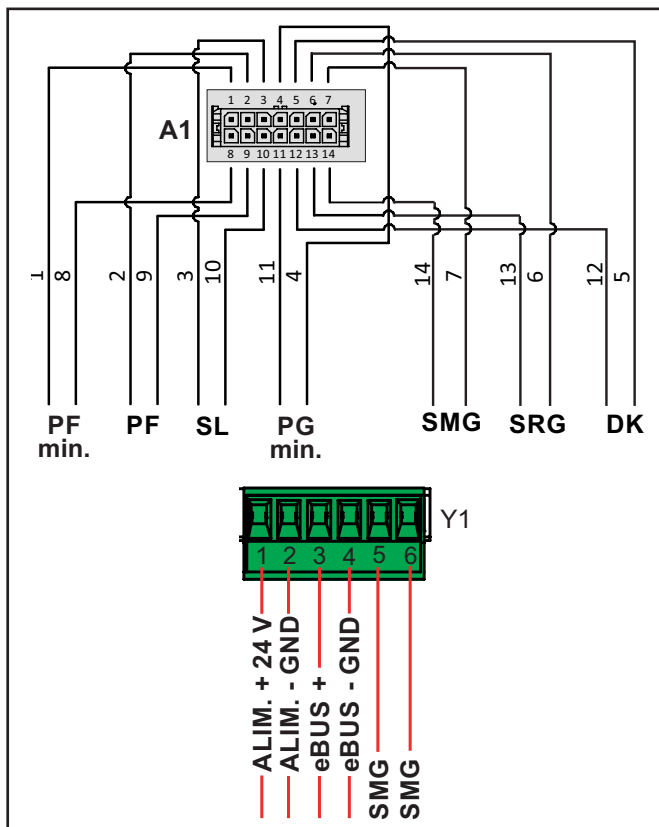 1 2 3 4 5 6 7
A1
8 9 10 11 12 13 14
1 8 2 9 3 10 11 4 14 7 13 6 12 5
PF min.
PF
SL
PG min.
SMG
SRG
DK
Y1
1 2 3 4 5 6
ALIM. + 24 V
ALIM. - GND
eBUS +
eBUS - GND
SMG
SMG